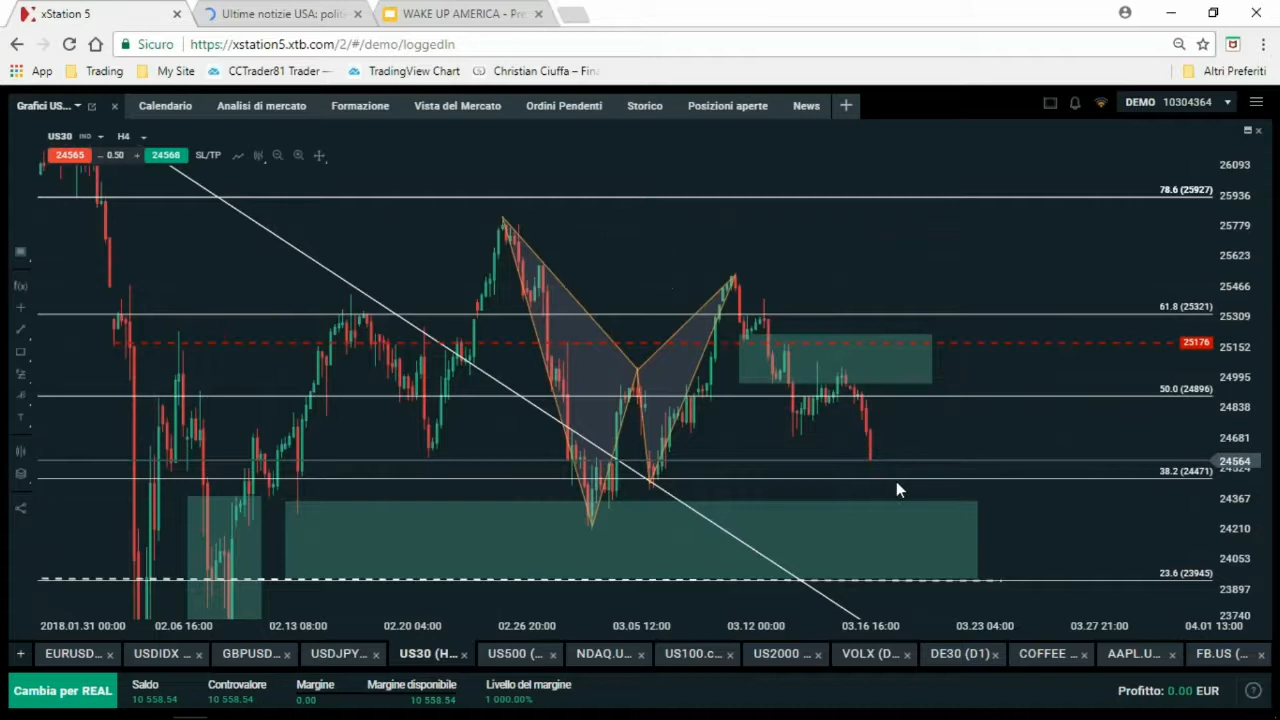 xStation 5
Ultime notizie USA: polit
WAKE UP AMERICA - Pre
Sicuro
https://xstation5.xtb.com/2/#/demo/loggedIn
App
Trading
My Site
CCTrader81 Trader —
TradingView Chart
Christian Ciuffa – Fina
Altri Preferiti
Grafici US...
Calendario
Analisi di mercato
Formazione
Vista del Mercato
Ordini Pendenti
Storico
Posizioni aperte
News
DEMO 10304364
US30 IND H4
24565 – 0.50 + 24568 SL/TP
26093
78.6 (25927)
25936
25779
25623
25466
61.8 (25321)
25309
25176
25152
24995
50.0 (24896)
24838
24681
24564
24524
38.2 (24471)
24367
24210
24053
23.6 (23945)
23897
23740
f(x)
T
2018.01.31 00:00 02.06 16:00 02.13 08:00 02.20 04:00 02.26 20:00 03.05 12:00 03.12 00:00 03.16 16:00 03.23 04:00 03.27 21:00 04.01 13:00
+ EURUSD... USDIDX ... GBPUSD... USDJPY... US30 (H... US500 (... NDAQ.U... US100.c... US2000 ... VOLX (D... DE30 (D1) COFFEE ... AAPL.U... FB.US (...
Cambia per REAL
Saldo
10 558.54
Controvalore
10 558.54
Margine
0.00
Margine disponibile
10 558.54
Livello del margine
1 000.00%
Profitto: 0.00 EUR